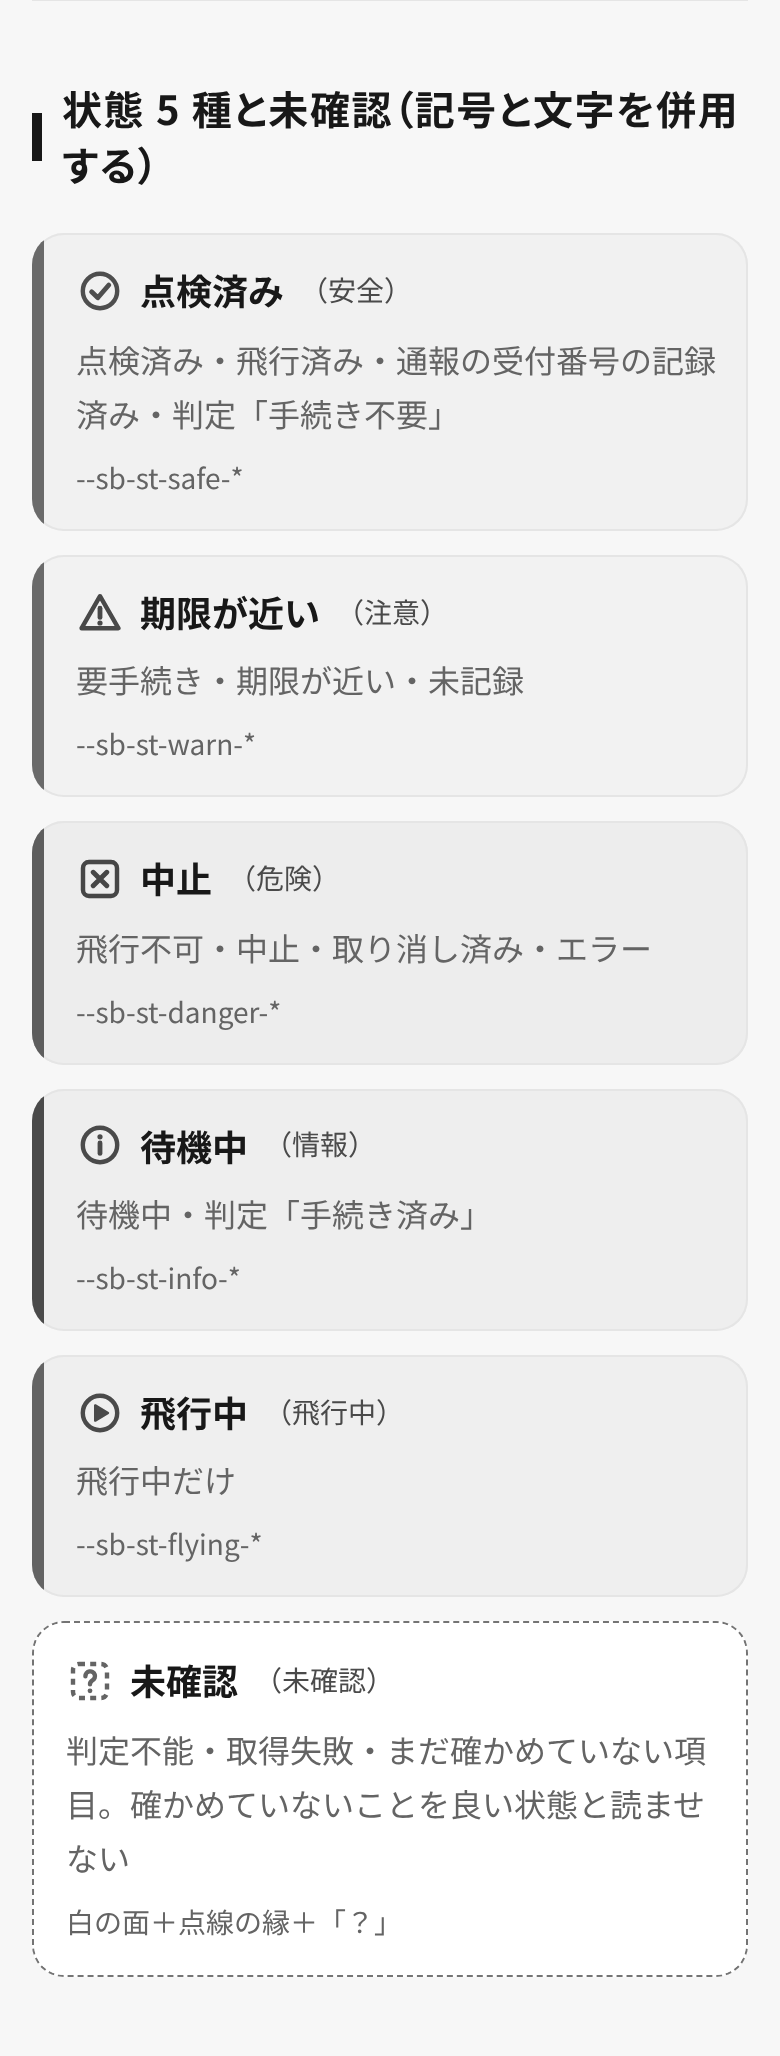 状態 5 種と未確認（記号と文字を併用
する）
点検済み （安全）
点検済み・飛行済み・通報の受付番号の記録
済み・判定「手続き不要」
--sb-st-safe-*
期限が近い （注意）
要手続き・期限が近い・未記録
--sb-st-warn-*
中止 （危険）
飛行不可・中止・取り消し済み・エラー
--sb-st-danger-*
待機中 （情報）
待機中・判定「手続き済み」
--sb-st-info-*
飛行中 （飛行中）
飛行中だけ
--sb-st-flying-*
未確認 （未確認）
判定不能・取得失敗・まだ確かめていない項
目。確かめていないことを良い状態と読ませ
ない
白の面＋点線の縁＋「？」